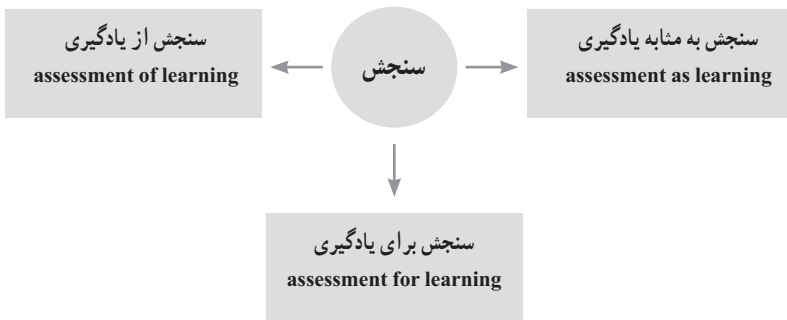 سنجش به مثابه یادگیری
assessment as learning
سنجش
سنجش از یادگیری
assessment of learning
سنجش برای یادگیری
assessment for learning